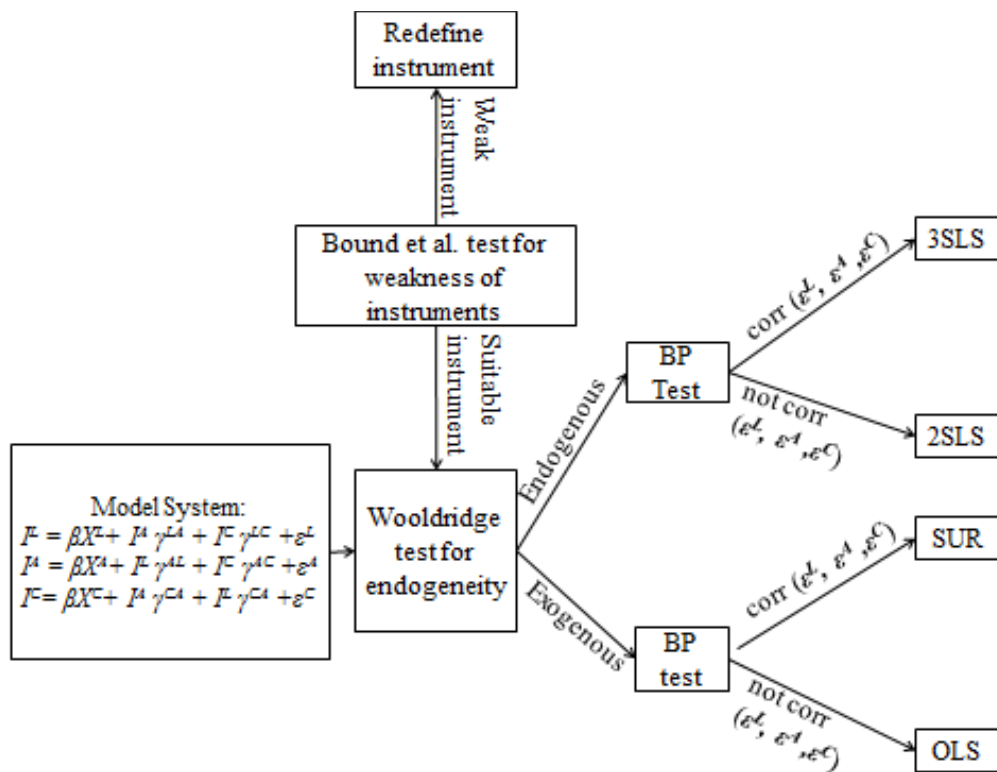 Redefine
instrument
Weak
instrument
Bound et al. test for
weakness of
instruments
Suitable
instrument
Model System:
I^L = βX^L + I^A γ^LA + I^C γ^LC + ε^L
I^A = βX^A + I^L γ^AL + I^C γ^AC + ε^A
I^C = βX^C + I^A γ^CA + I^L γ^CA + ε^C
Wooldridge
test for
endogeneity
Endogenous
Exogenous
BP
Test
corr (ε^L, ε^A, ε^C)
not corr
(ε^L, ε^A, ε^C)
3SLS
2SLS
BP
test
corr (ε^L, ε^A, ε^C)
not corr
(ε^L, ε^A, ε^C)
SUR
OLS